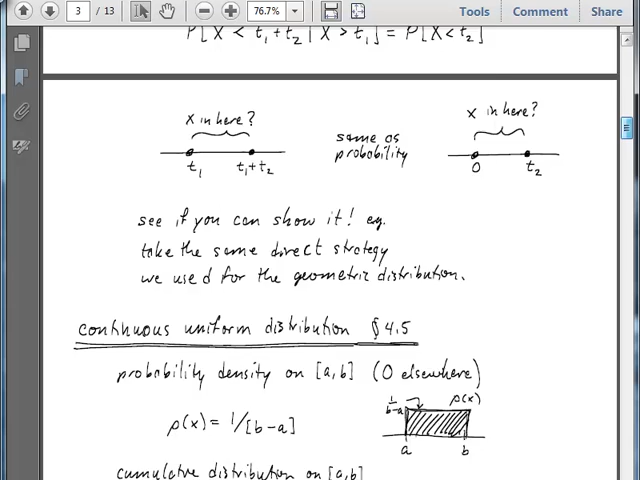 3 / 13
76.7%
Tools
Comment
Share
P[X < t1+t2 | X > t1] = P[X<t2]
x in here?
t1
t1+t2
same as
probability
x in here?
0
t2
see if you can show it! eg.
take the same direct strategy
we used for the geometric distribution.
continuous uniform distribution § 4.5
probability density on [a,b] (0 elsewhere)
p(x) = 1/[b-a]
1/b-a
p(x)
a
b
cumulative distribution on [a,b]